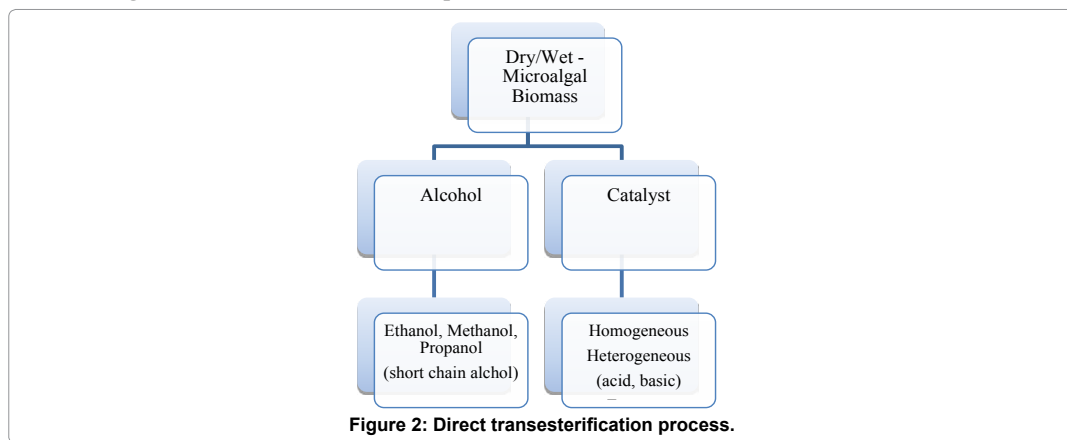 Dry/Wet -
Microalgal
Biomass
Alcohol
Catalyst
Ethanol, Methanol,
Propanol
(short chain alchol)
Homogeneous
Heterogeneous
(acid, basic)
Figure 2: Direct transesterification process.